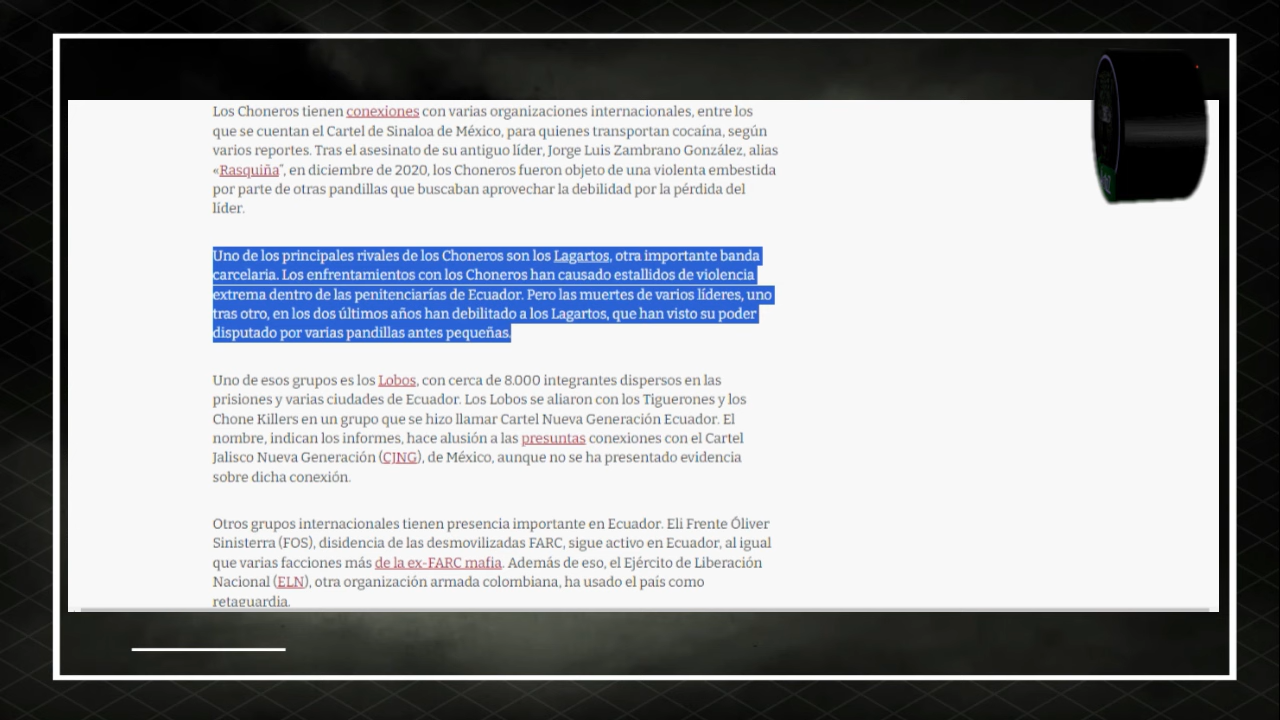 Los Choneros tienen conexiones con varias organizaciones internacionales, entre los
que se cuentan el Cartel de Sinaloa de México, para quienes transportan cocaína, según
varios reportes. Tras el asesinato de su antiguo líder, Jorge Luis Zambrano González, alias
«Rasquiña”, en diciembre de 2020, los Choneros fueron objeto de una violenta embestida
por parte de otras pandillas que buscaban aprovechar la debilidad por la pérdida del
líder.
Uno de los principales rivales de los Choneros son los Lagartos, otra importante banda
carcelaria. Los enfrentamientos con los Choneros han causado estallidos de violencia
extrema dentro de las penitenciarías de Ecuador. Pero las muertes de varios líderes, uno
tras otro, en los dos últimos años han debilitado a los Lagartos, que han visto su poder
disputado por varias pandillas antes pequeñas.
Uno de esos grupos es los Lobos, con cerca de 8.000 integrantes dispersos en las
prisiones y varias ciudades de Ecuador. Los Lobos se aliaron con los Tiguerones y los
Chone Killers en un grupo que se hizo llamar Cartel Nueva Generación Ecuador. El
nombre, indican los informes, hace alusión a las presuntas conexiones con el Cartel
Jalisco Nueva Generación (CJNG), de México, aunque no se ha presentado evidencia
sobre dicha conexión.
Otros grupos internacionales tienen presencia importante en Ecuador. Eli Frente Óliver
Sinisterra (FOS), disidencia de las desmovilizadas FARC, sigue activo en Ecuador, al igual
que varias facciones más de la ex-FARC mafia. Además de eso, el Ejército de Liberación
Nacional (ELN), otra organización armada colombiana, ha usado el país como
retaguardia.